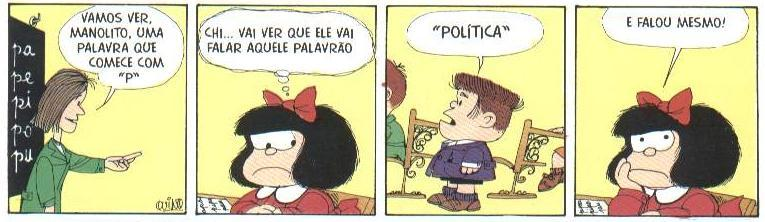 pa
pe
pi
po
pu
VAMOS VER,
MANOLITO, UMA
PALAVRA QUE
COMECE COM
"P"
QUINO
CHI... VAI VER QUE ELE VAI
FALAR AQUELE PALAVRÃO
"POLÍTICA"
E FALOU MESMO!